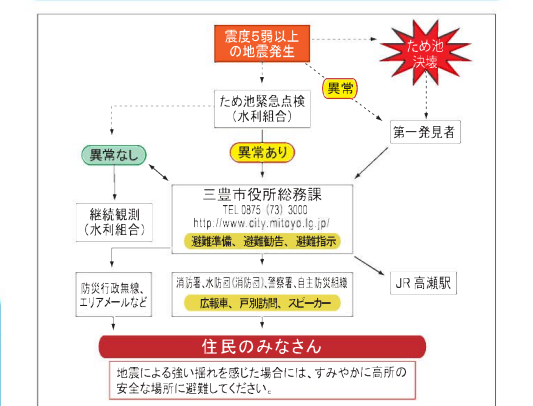 震度5弱以上
の地震発生
ため池
決壊
異常
ため池緊急点検
（水利組合）
第一発見者
異常なし
異常あり
三豊市役所総務課
TEL 0875 (73) 3000
http://www.city.mitoyo.lg.jp/
避難準備、避難勧告、避難指示
継続観測
（水利組合）
防災行政無線、
エリアメールなど
消防署、水防団（消防団）、警察署、自主防災組織
広報車、戸別訪問、スピーカー
JR高瀬駅
住民のみなさん
地震による強い揺れを感じた場合には、すみやかに高所の
安全な場所に避難してください。